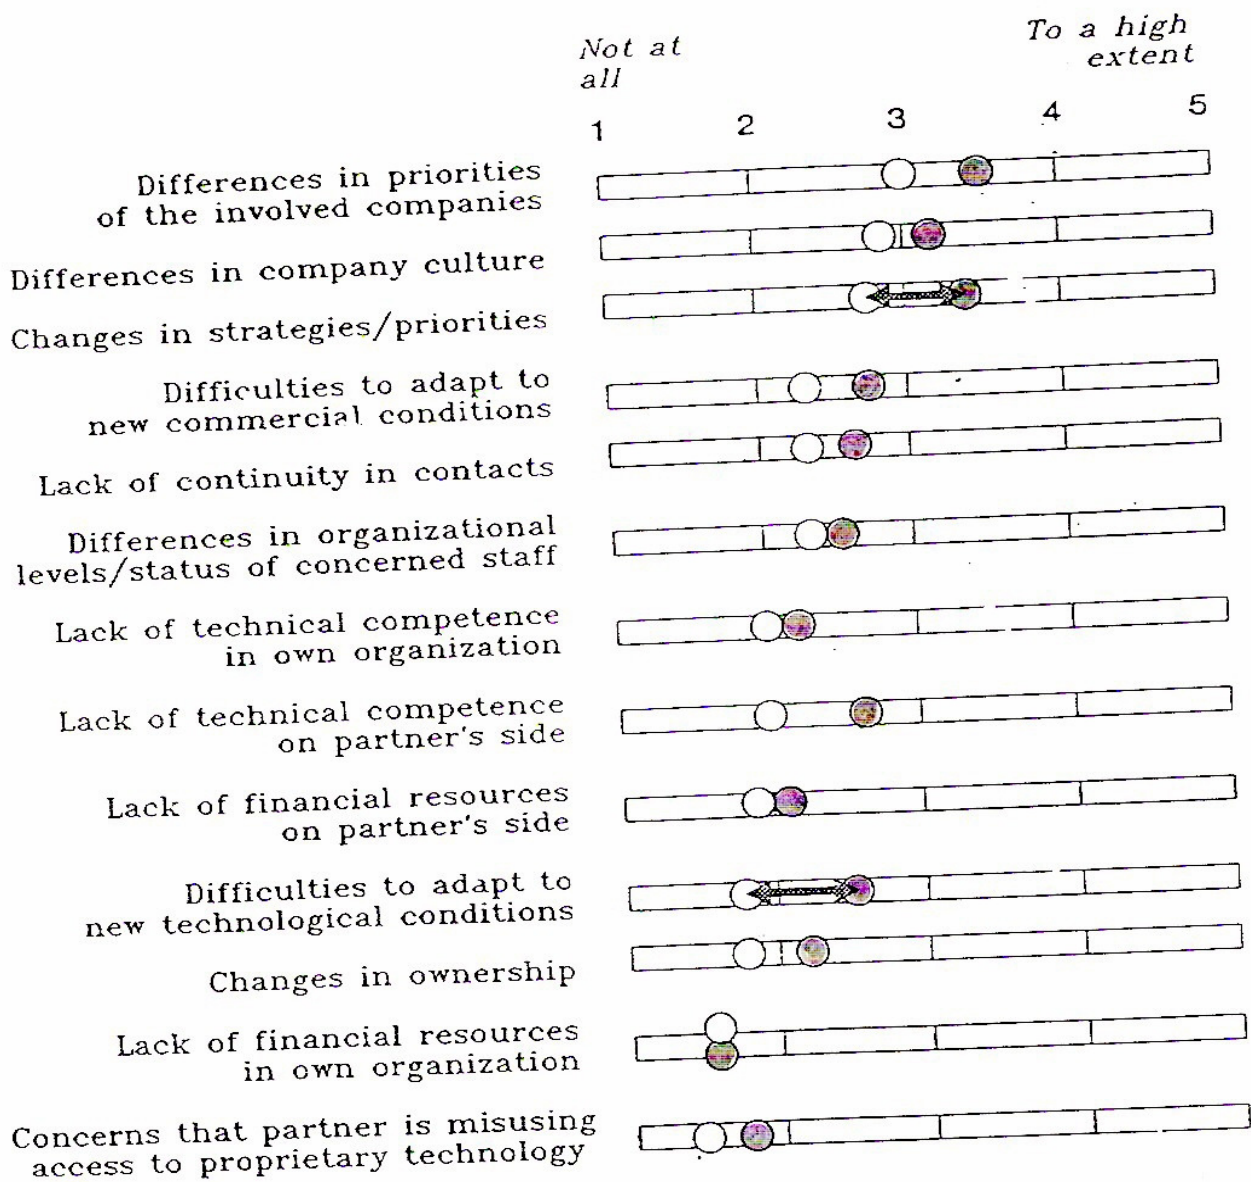 Not at
all
To a high
extent
1 2 3 4 5
Differences in priorities
of the involved companies
Differences in company culture
Changes in strategies/priorities
Difficulties to adapt to
new commercial conditions
Lack of continuity in contacts
Differences in organizational
levels/status of concerned staff
Lack of technical competence
in own organization
Lack of technical competence
on partner's side
Lack of financial resources
on partner's side
Difficulties to adapt to
new technological conditions
Changes in ownership
Lack of financial resources
in own organization
Concerns that partner is misusing
access to proprietary technology